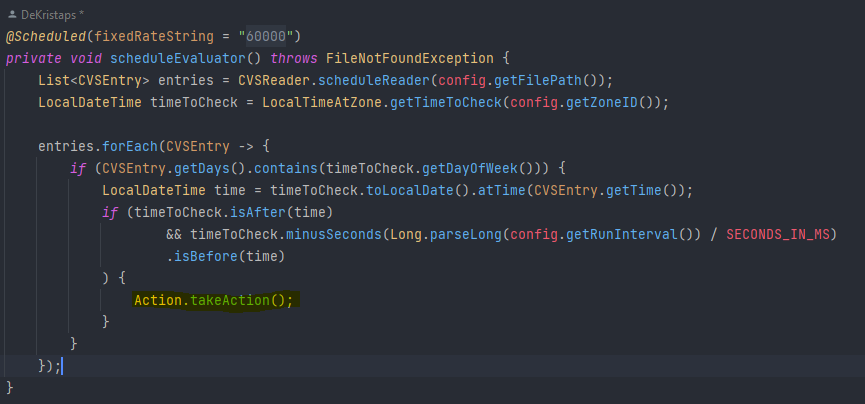 DeKristaps *
@Scheduled(fixedRateString = "60000")
private void scheduleEvaluator() throws FileNotFoundException {
    List<CVSEntry> entries = CVSReader.scheduleReader(config.getFilePath());
    LocalDateTime timeToCheck = LocalTimeAtZone.getTimeToCheck(config.getZoneID());
    entries.forEach(CVSEntry -> {
        if (CVSEntry.getDays().contains(timeToCheck.getDayOfWeek())) {
            LocalDateTime time = timeToCheck.toLocalDate().atTime(CVSEntry.getTime());
            if (timeToCheck.isAfter(time)
                    && timeToCheck.minusSeconds(Long.parseLong(config.getRunInterval()) / SECONDS_IN_MS)
                    .isBefore(time)
            ) {
                Action.takeAction();
            }
        }
    });
}